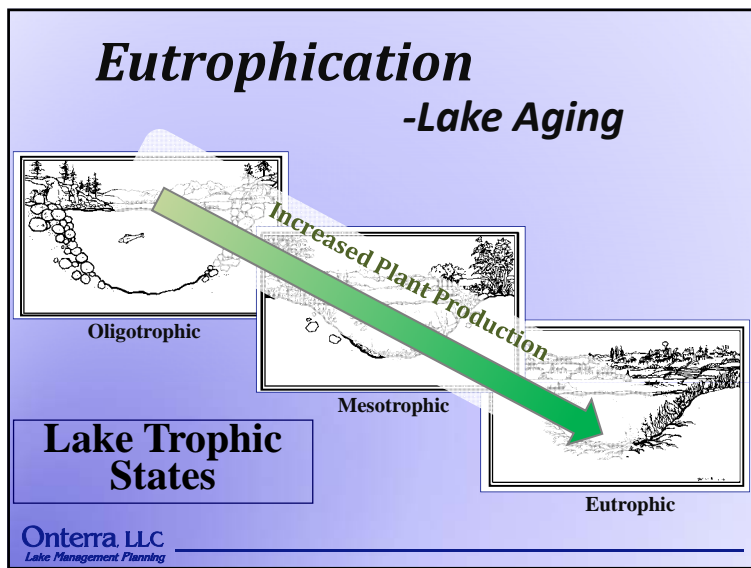 Eutrophication
-Lake Aging
Increased Plant Production
Oligotrophic
Mesotrophic
Eutrophic
Lake Trophic
States
Onterra, LLC
Lake Management Planning